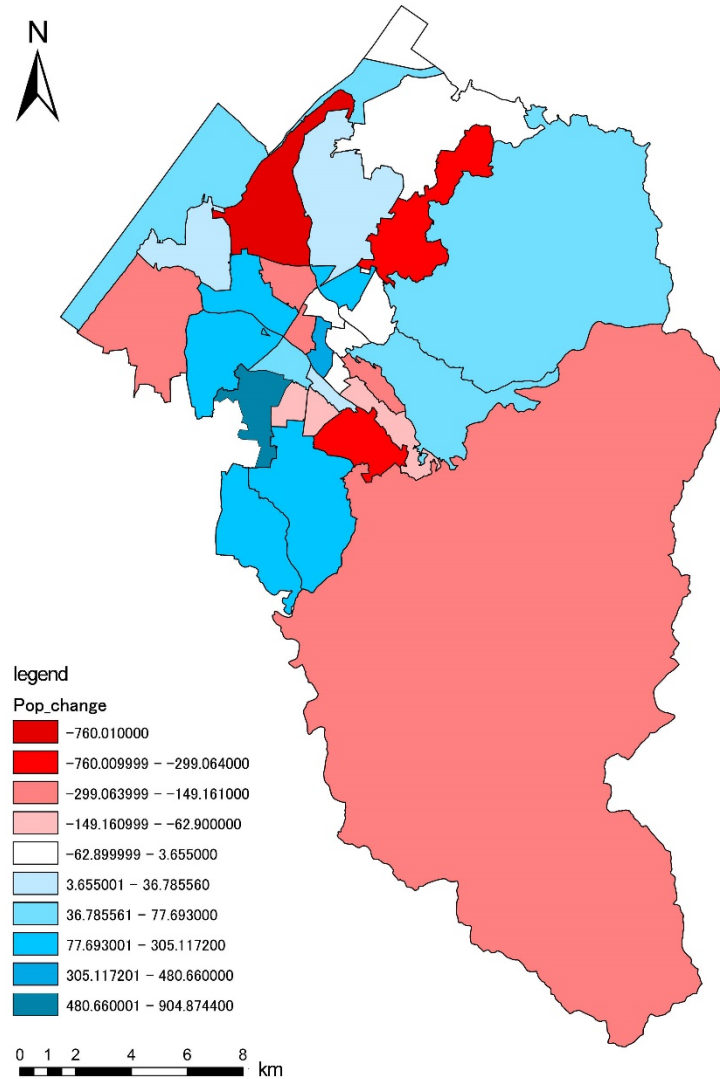 N
legend
Pop_change
-760.010000
-760.009999 - -299.064000
-299.063999 - -149.161000
-149.160999 - -62.900000
-62.899999 - 3.655000
3.655001 - 36.785560
36.785561 - 77.693000
77.693001 - 305.117200
305.117201 - 480.660000
480.660001 - 904.874400
0 1 2 4 6 8 km